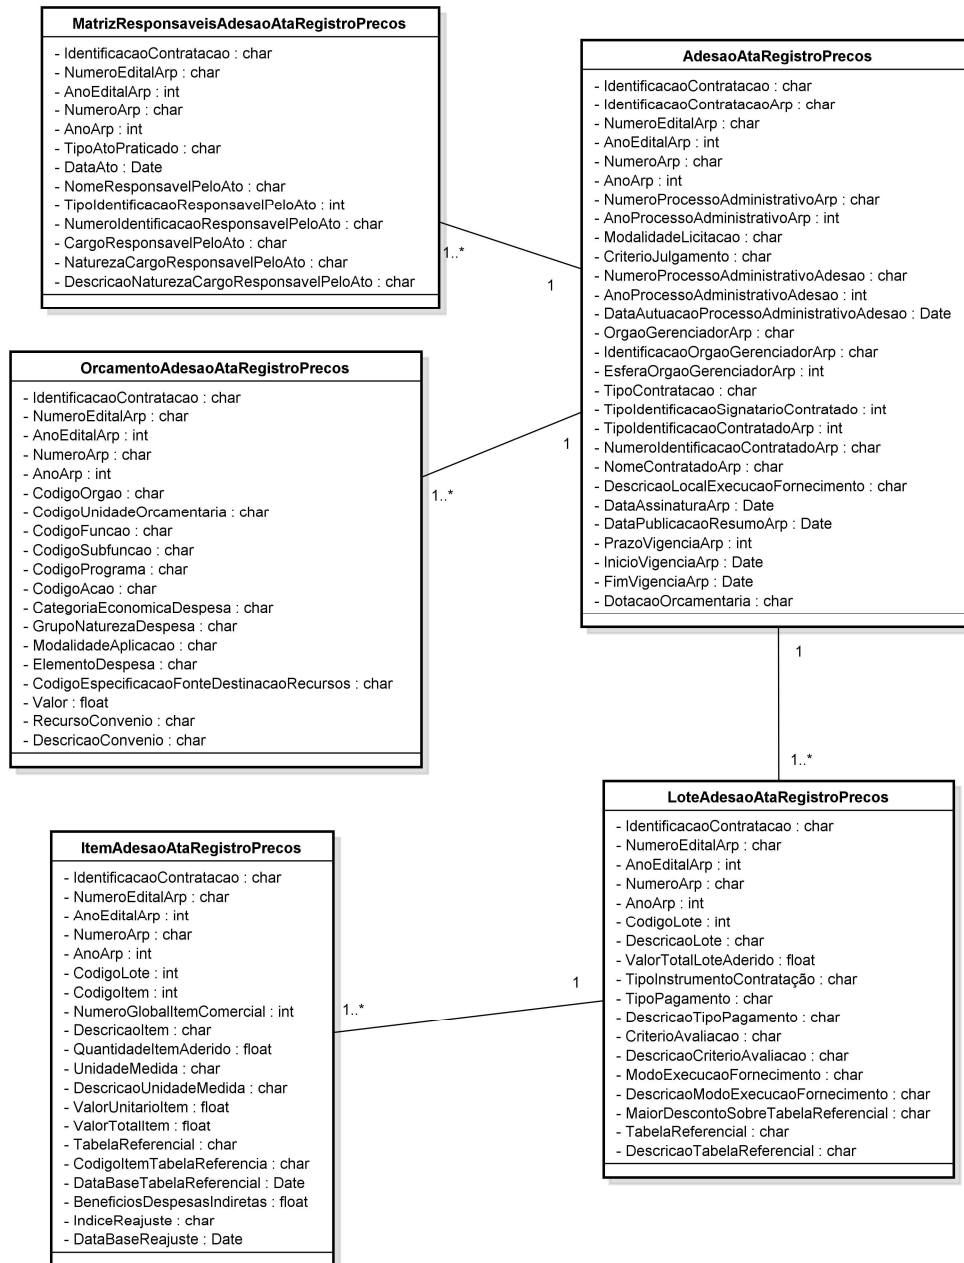 MatrizResponsaveisAdesaoAtaRegistroPrecos
- IdentificacaoContratacao : char
- NumeroEditalArp : char
- AnoEditalArp : int
- NumeroArp : char
- AnoArp : int
- TipoAtoPraticado : char
- DataAto : Date
- NomeResponsavelPeloAto : char
- TipoIdentificacaoResponsavelPeloAto : int
- NumeroIdentificacaoResponsavelPeloAto : char
- CargoResponsavelPeloAto : char
- NaturezaCargoResponsavelPeloAto : char
- DescricaoNaturezaCargoResponsavelPeloAto : char
1..*
1
AdesaoAtaRegistroPrecos
- IdentificacaoContratacao : char
- IdentificacaoContratacaoArp : char
- NumeroEditalArp : char
- AnoEditalArp : int
- NumeroArp : char
- AnoArp : int
- NumeroProcessoAdministrativoArp : char
- AnoProcessoAdministrativoArp : int
- ModalidadeLicitacao : char
- CriterioJulgamento : char
- NumeroProcessoAdministrativoAdesao : char
- AnoProcessoAdministrativoAdesao : int
- DataAutuacaoProcessoAdministrativoAdesao : Date
- OrgaoGerenciadorArp : char
- IdentificacaoOrgaoGerenciadorArp : char
- EsferaOrgaoGerenciadorArp : int
- TipoContratacao : char
- TipoIdentificacaoSignatarioContratado : int
- TipoIdentificacaoContratadoArp : int
- NumeroIdentificacaoContratadoArp : char
- NomeContratadoArp : char
- DescricaoLocalExecucaoFornecimento : char
- DataAssinaturaArp : Date
- DataPublicacaoResumoArp : Date
- PrazoVigenciaArp : int
- InicioVigenciaArp : Date
- FimVigenciaArp : Date
- DotacaoOrcamentaria : char
OrcamentoAdesaoAtaRegistroPrecos
- IdentificacaoContratacao : char
- NumeroEditalArp : char
- AnoEditalArp : int
- NumeroArp : char
- AnoArp : int
- CodigoOrgao : char
- CodigoUnidadeOrcamentaria : char
- CodigoFuncao : char
- CodigoSubfuncao : char
- CodigoPrograma : char
- CodigoAcao : char
- CategoriaEconomicaDespesa : char
- GrupoNaturezaDespesa : char
- ModalidadeAplicacao : char
- ElementoDespesa : char
- CodigoEspecificacaoFonteDestinacaoRecursos : char
- Valor : float
- RecursoConvenio : char
- DescricaoConvenio : char
1..*
1
1
1..*
LoteAdesaoAtaRegistroPrecos
- IdentificacaoContratacao : char
- NumeroEditalArp : char
- AnoEditalArp : int
- NumeroArp : char
- AnoArp : int
- CodigoLote : int
- DescricaoLote : char
- ValorTotalLoteAderido : float
- TipoInstrumentoContratação : char
- TipoPagamento : char
- DescricaoTipoPagamento : char
- CriterioAvaliacao : char
- DescricaoCriterioAvaliacao : char
- ModoExecucaoFornecimento : char
- DescricaoModoExecucaoFornecimento : char
- MaiorDescontoSobreTabelaReferencial : char
- TabelaReferencial : char
- DescricaoTabelaReferencial : char
1
1..*
ItemAdesaoAtaRegistroPrecos
- IdentificacaoContratacao : char
- NumeroEditalArp : char
- AnoEditalArp : int
- NumeroArp : char
- AnoArp : int
- CodigoLote : int
- CodigoItem : int
- NumeroGlobalItemComercial : int
- DescricaoItem : char
- QuantidadeItemAderido : float
- UnidadeMedida : char
- DescricaoUnidadeMedida : char
- ValorUnitarioItem : float
- ValorTotalItem : float
- TabelaReferencial : char
- CodigoItemTabelaReferencia : char
- DataBaseTabelaReferencial : Date
- BeneficiosDespesasIndiretas : float
- IndiceReajuste : char
- DataBaseReajuste : Date